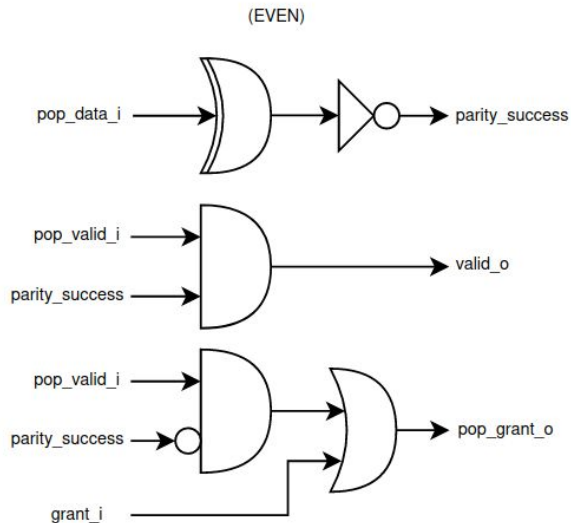 (EVEN)
pop_data_i
parity_success
pop_valid_i
parity_success
valid_o
pop_valid_i
parity_success
grant_i
pop_grant_o